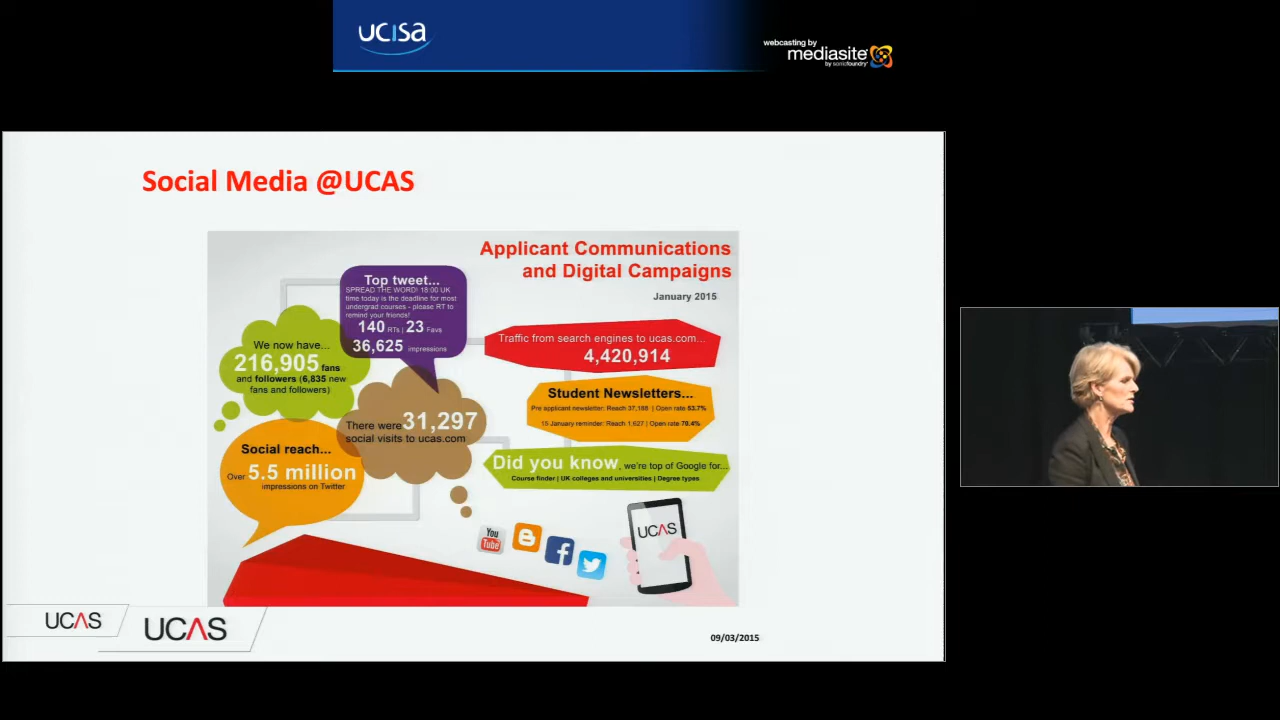 ucisa
webcasting by
mediasite
by sonicfoundry
Social Media @UCAS
Applicant Communications
and Digital Campaigns
January 2015
Top tweet...
SPREAD THE WORD! 18:00 UK
time today is the deadline for most
undergrad courses - please RT to
remind your friends!
140 RTs | 23 Favs
36,625 impressions
We now have...
216,905 fans
and followers (6,835 new
fans and followers)
Traffic from search engines to ucas.com...
4,420,914
Student Newsletters...
Pre applicant newsletter: Reach 37,188 | Open rate 53.7%
15 January reminder: Reach 1,627 | Open rate 70.4%
There were 31,297
social visits to ucas.com
Social reach...
Over 5.5 million
impressions on Twitter
Did you know, we're top of Google for...
Course finder | UK colleges and universities | Degree types
You
Tube
UCAS
UCAS
UCAS
09/03/2015